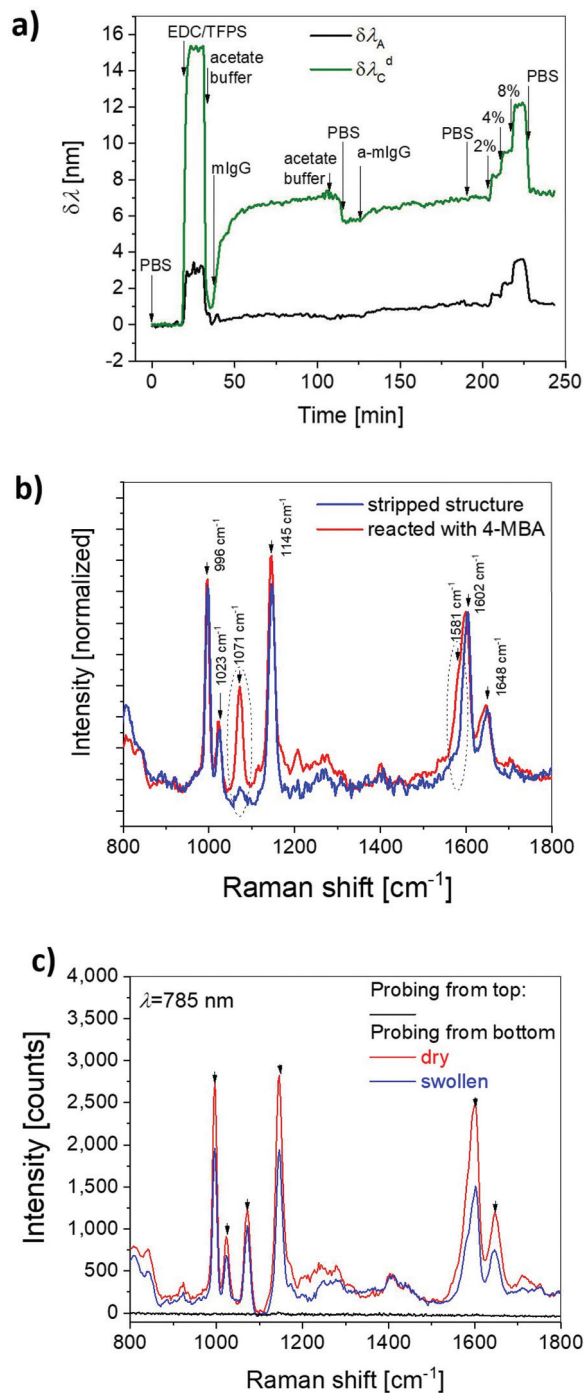 a)
EDC/TFPS
acetate
buffer
mIgG
PBS
acetate
buffer
PBS
a-mIgG
PBS
2%
4%
8%
PBS
δλA
δλC d
16
14
12
10
8
6
4
2
0
-2
δλ [nm]
0 50 100 150 200 250
Time [min]
b)
stripped structure
reacted with 4-MBA
996 cm-1
1023 cm-1
1071 cm-1
1145 cm-1
1581 cm-1
1602 cm-1
1648 cm-1
Intensity [normalized]
800 1000 1200 1400 1600 1800
Raman shift [cm-1]
c)
λ=785 nm
Probing from top:
Probing from bottom
dry
swollen
4,000
3,500
3,000
2,500
2,000
1,500
1,000
500
0
Intensity [counts]
800 1000 1200 1400 1600 1800
Raman shift [cm-1]